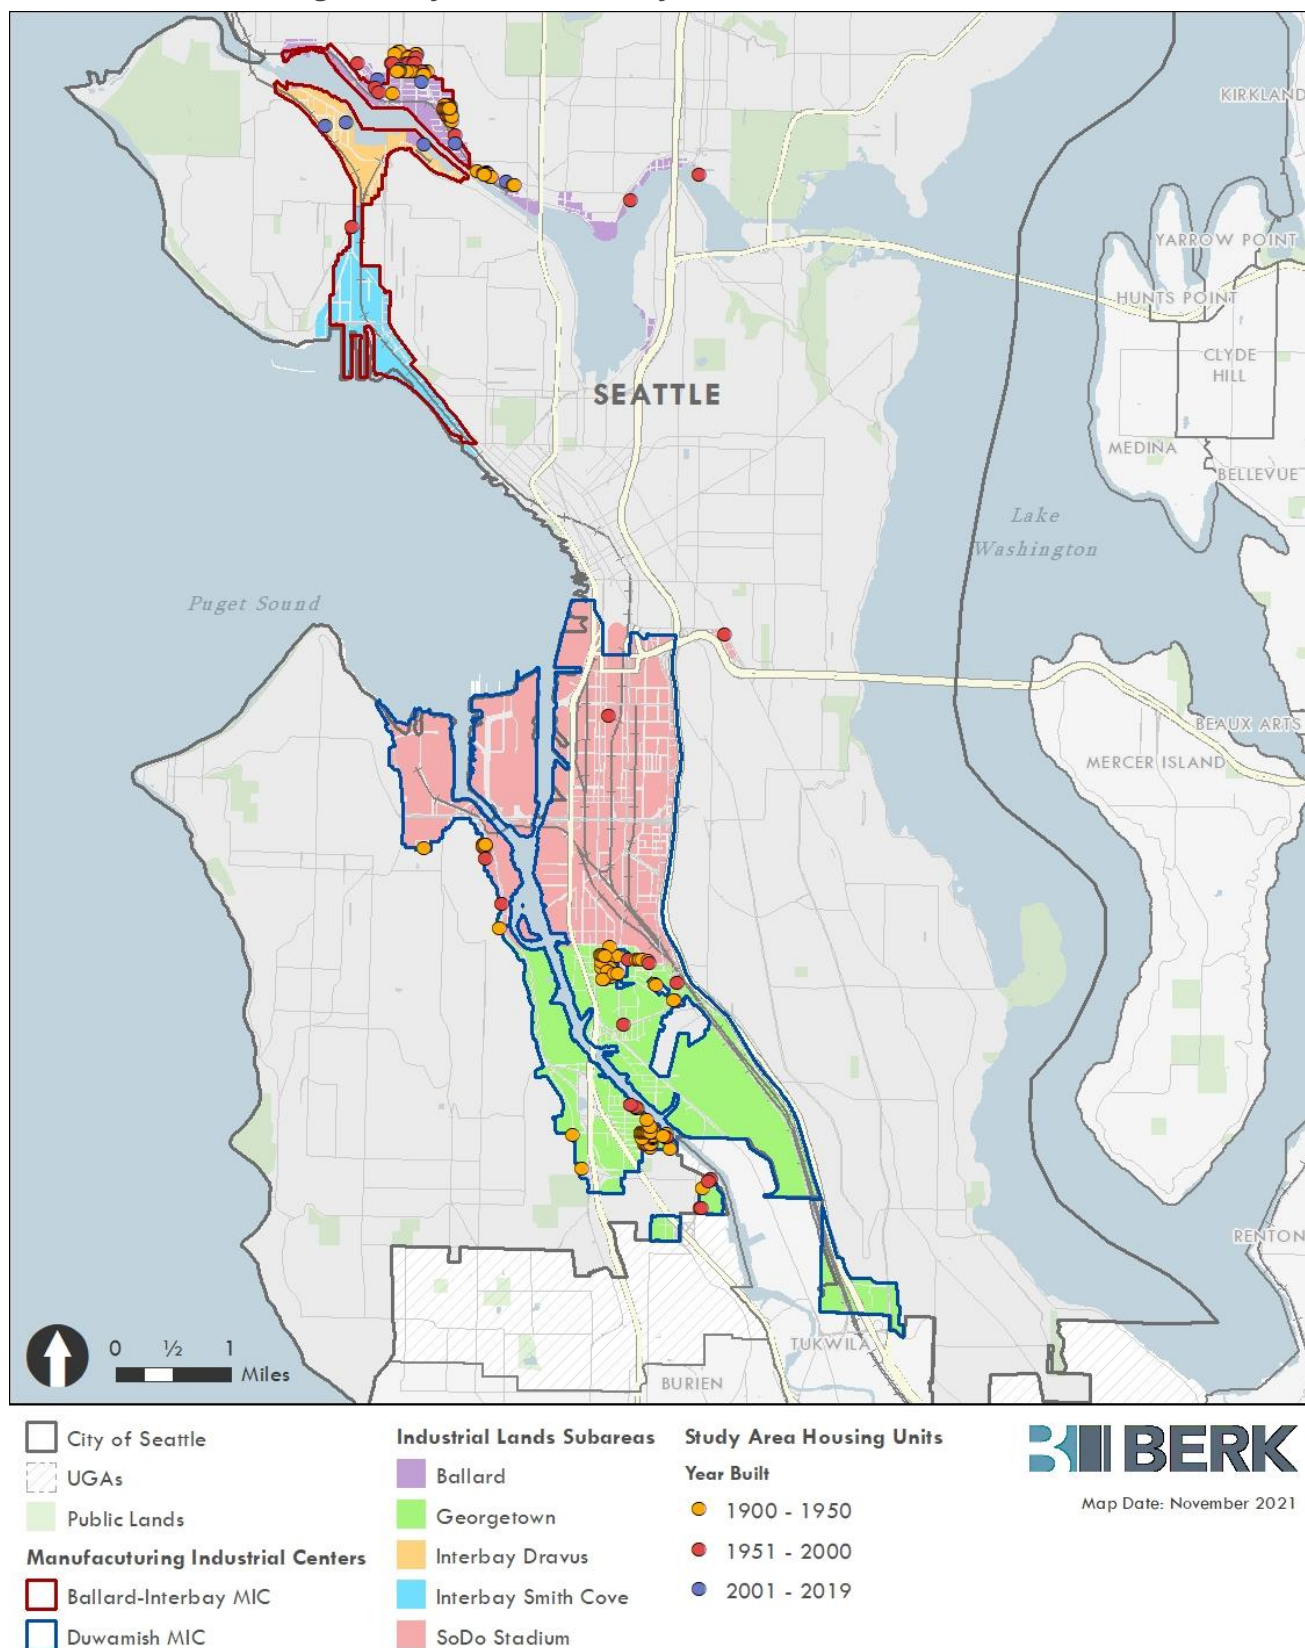 KIRKLAND
YARROW POINT
HUNTS POINT
CLYDE
HILL
SEATTLE
MEDINA
BELLEVUE
Lake
Washington
Puget Sound
BEAUX ARTS
MERCER ISLAND
RENTON
TUKWILA
BURIEN
0 ½ 1
Miles
City of Seattle
UGAs
Public Lands
Manufacuturing Industrial Centers
Ballard-Interbay MIC
Duwamish MIC
Industrial Lands Subareas
Ballard
Georgetown
Interbay Dravus
Interbay Smith Cove
SoDo Stadium
Study Area Housing Units
Year Built
1900 - 1950
1951 - 2000
2001 - 2019
BERK
Map Date: November 2021